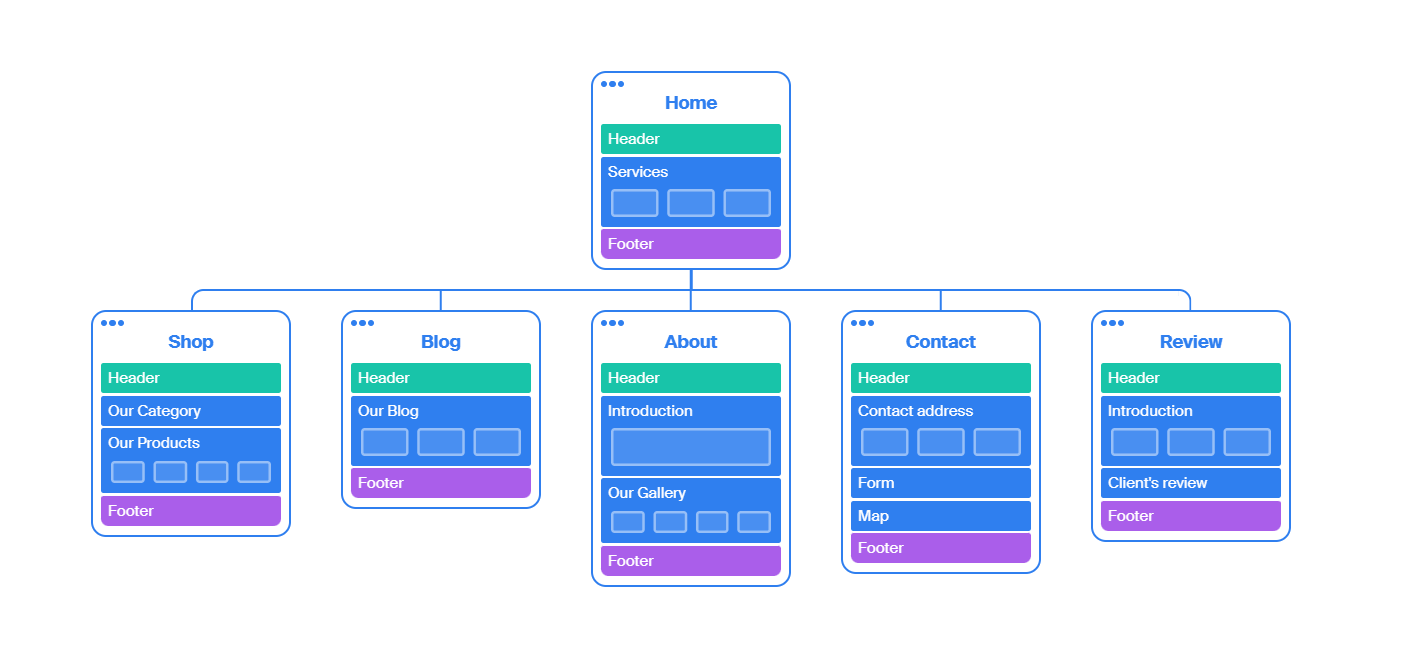 Home
Header
Services
Footer
Shop
Header
Our Category
Our Products
Footer
Blog
Header
Our Blog
Footer
About
Header
Introduction
Our Gallery
Footer
Contact
Header
Contact address
Form
Map
Footer
Review
Header
Introduction
Client's review
Footer